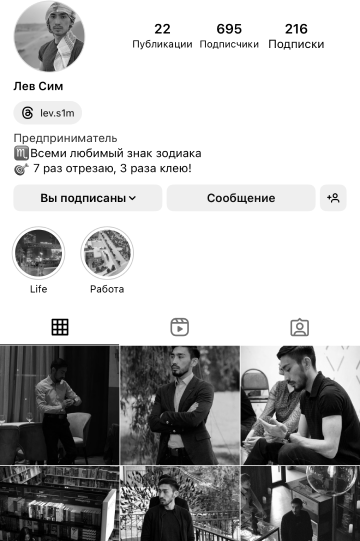 22 695 216
Публикации Подписчики Подписки
Лев Сим
lev.s1m
Предприниматель
♏Всеми любимый знак зодиака
🎯 7 раз отрезаю, 3 раза клею!
Вы подписаны Сообщение
Life Работа